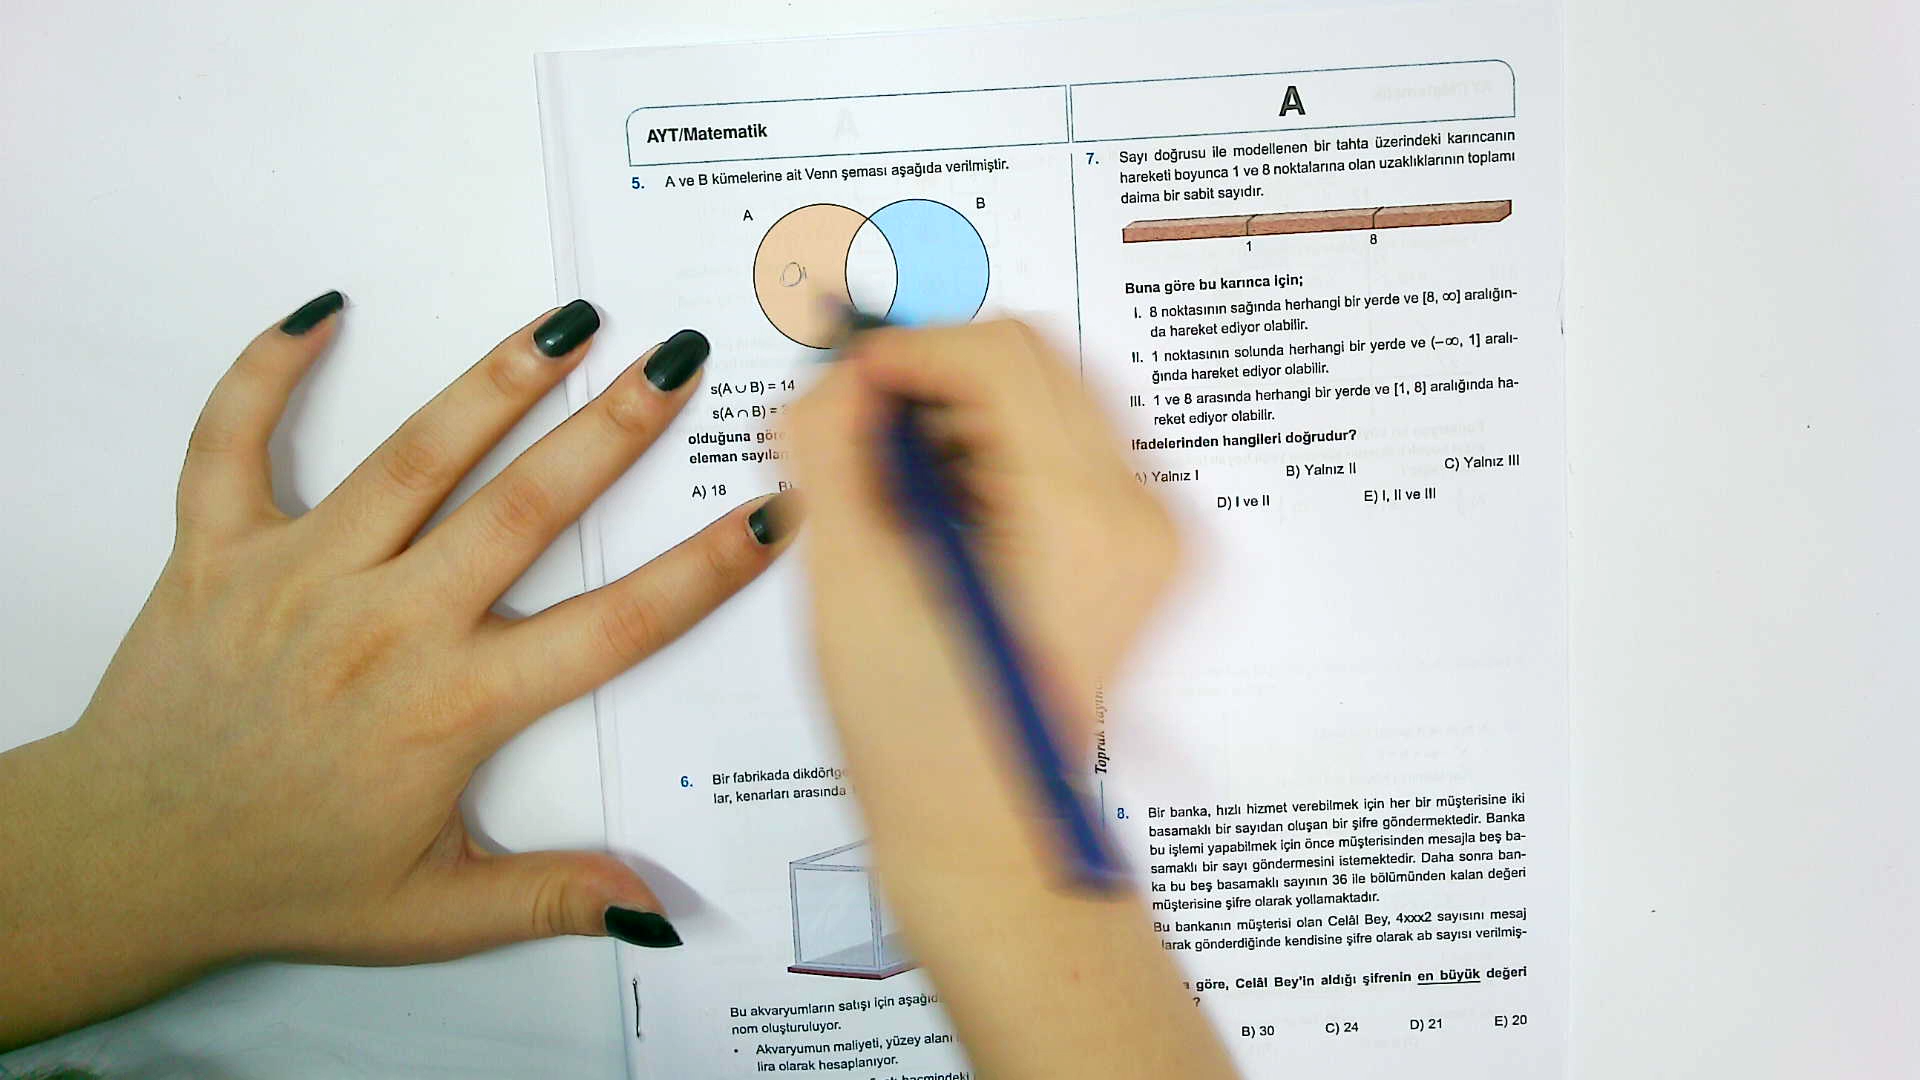 AYT/Matematik
A
5. A ve B kümelerine ait Venn şeması aşağıda verilmiştir.
A
B
s(A ∪ B) = 14
s(A ∩ B) =
olduğuna
eleman
A) 18
6. Bir fabrikada
lar, kenarları arasında
Bu akvaryumların satışı için
nom oluşturuluyor.
• Akvaryumun maliyeti, yüzey alanı
lira olarak hesaplanıyor.
hacmindeki
7. Sayı doğrusu ile modellenen bir tahta üzerindeki karıncanın
hareketi boyunca 1 ve 8 noktalarına olan uzaklıklarının toplamı
daima bir sabit sayıdır.
1
8
Buna göre bu karınca için;
I. 8 noktasının sağında herhangi bir yerde ve [8, ∞] aralığın-
da hareket ediyor olabilir.
II. 1 noktasının solunda herhangi bir yerde ve (−∞, 1] aralı-
ğında hareket ediyor olabilir.
III. 1 ve 8 arasında herhangi bir yerde ve [1, 8] aralığında ha-
reket ediyor olabilir.
ifadelerinden hangileri doğrudur?
A) Yalnız I
B) Yalnız II
C) Yalnız III
D) I ve II
E) I, II ve III
Toprak
8. Bir banka, hızlı hizmet verebilmek için her bir müşterisine iki
basamaklı bir sayıdan oluşan bir şifre göndermektedir. Banka
bu işlemi yapabilmek için önce müşterisinden mesajla beş ba-
samaklı bir sayı göndermesini istemektedir. Daha sonra ban-
ka bu beş basamaklı sayının 36 ile bölümünden kalan değeri
müşterisine şifre olarak yollamaktadır.
Bu bankanın müşterisi olan Celâl Bey, 4xxx2 sayısını mesaj
olarak gönderdiğinde kendisine şifre olarak ab sayısı verilmiş-
göre, Celâl Bey'in aldığı şifrenin en büyük değeri
?
B) 30
C) 24
D) 21
E) 20